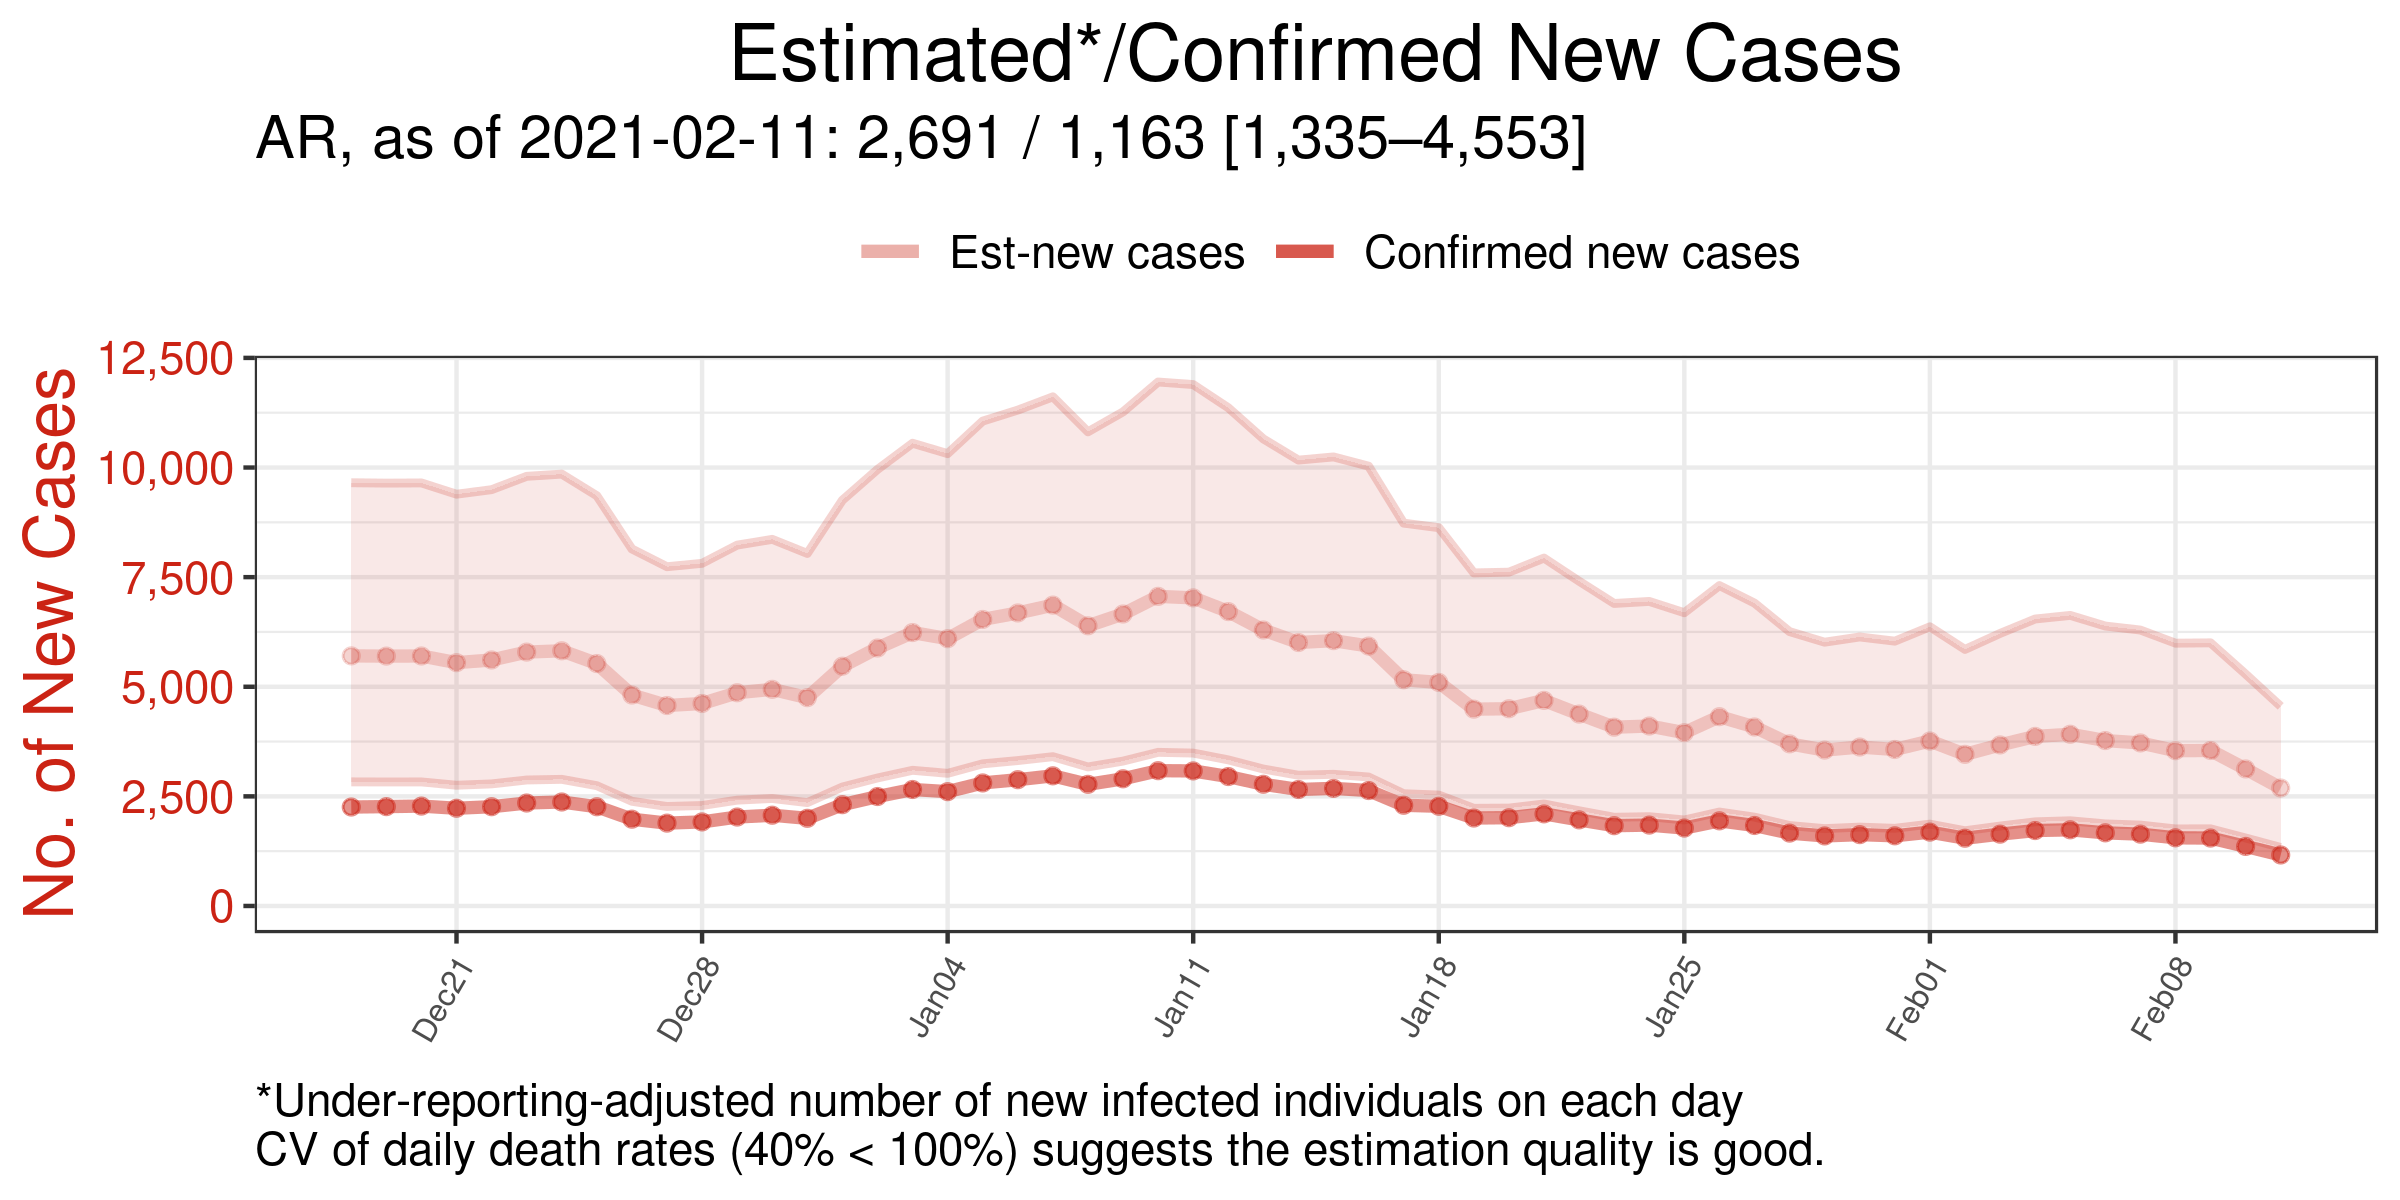 Estimated*/Confirmed New Cases
AR, as of 2021-02-11: 2,691 / 1,163 [1,335–4,553]
Est-new cases
Confirmed new cases
No. of New Cases
12,500
10,000
7,500
5,000
2,500
0
Dec21
Dec28
Jan04
Jan11
Jan18
Jan25
Feb01
Feb08
*Under-reporting-adjusted number of new infected individuals on each day
CV of daily death rates (40% < 100%) suggests the estimation quality is good.